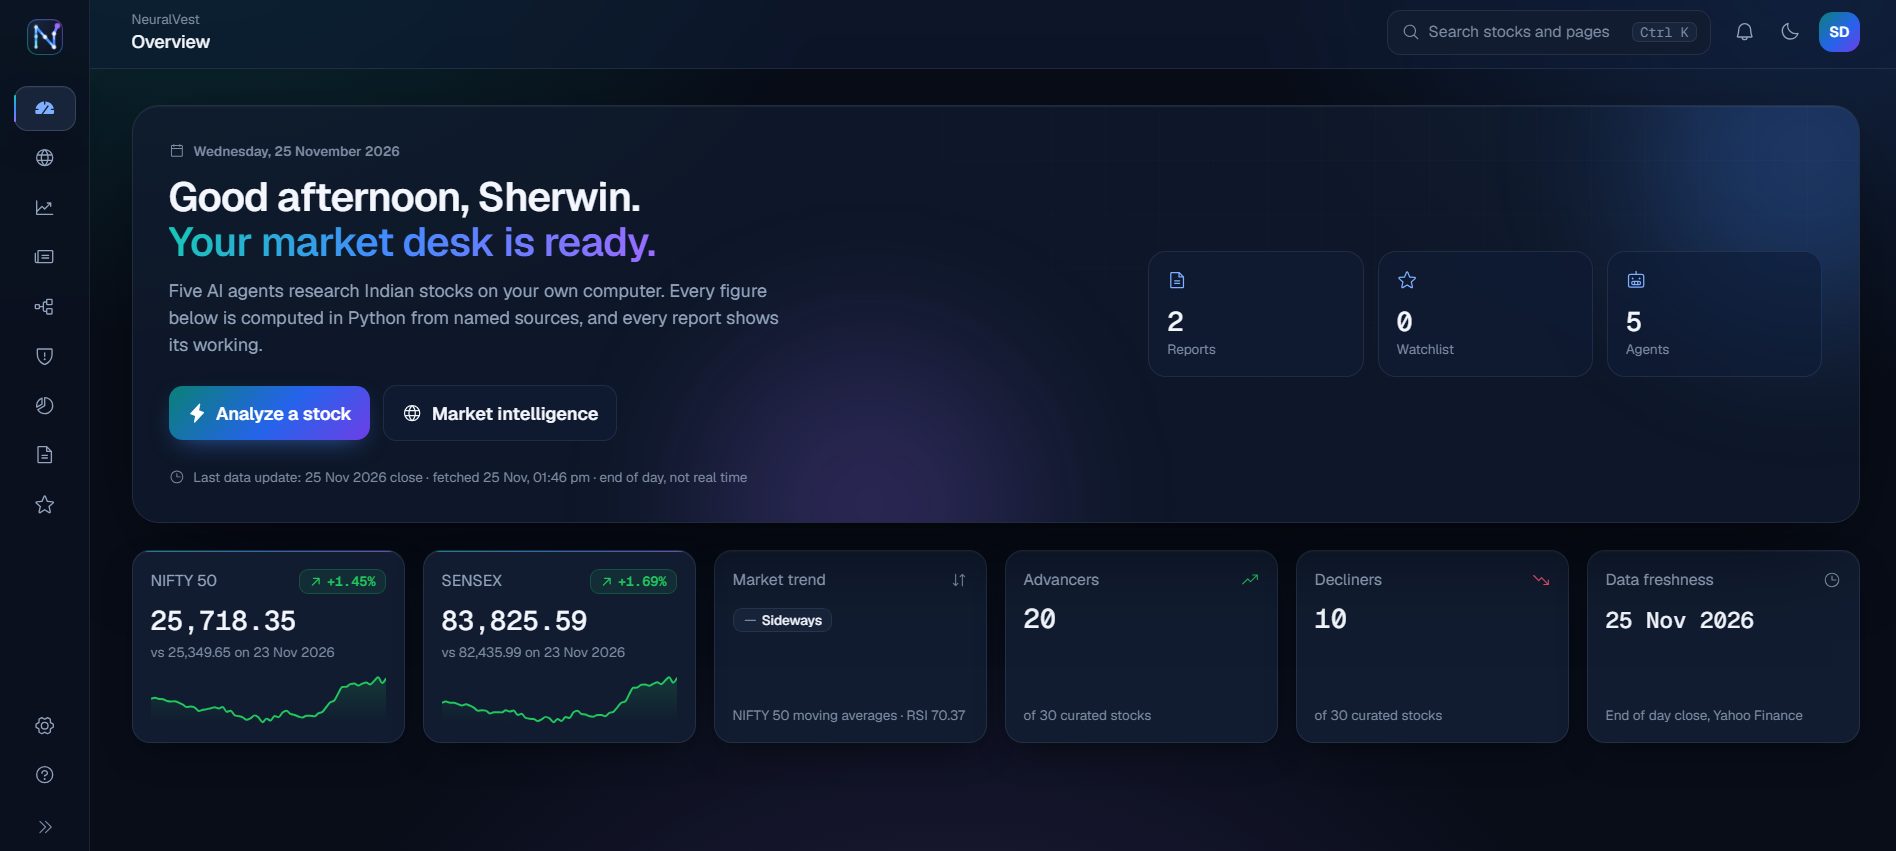 NeuralVest
Overview
Search stocks and pages
Ctrl K
SD
Wednesday, 25 November 2026
Good afternoon, Sherwin.
Your market desk is ready.
Five AI agents research Indian stocks on your own computer. Every figure
below is computed in Python from named sources, and every report shows
its working.
Analyze a stock
Market intelligence
Last data update: 25 Nov 2026 close · fetched 25 Nov, 01:46 pm · end of day, not real time
2
Reports
0
Watchlist
5
Agents
NIFTY 50
+1.45%
25,718.35
vs 25,349.65 on 23 Nov 2026
SENSEX
+1.69%
83,825.59
vs 82,435.99 on 23 Nov 2026
Market trend
Sideways
NIFTY 50 moving averages · RSI 70.37
Advancers
20
of 30 curated stocks
Decliners
10
of 30 curated stocks
Data freshness
25 Nov 2026
End of day close, Yahoo Finance